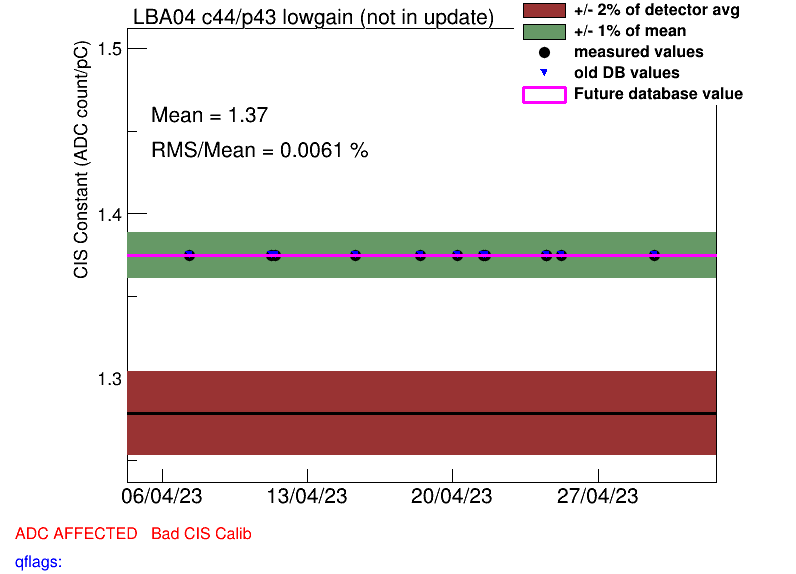 LBA04 c44/p43 lowgain (not in update)
+/- 2% of detector avg
+/- 1% of mean
measured values
old DB values
Future database value
CIS Constant (ADC count/pC)
1.5
Mean = 1.37
RMS/Mean = 0.0061 %
1.4
1.3
06/04/23 13/04/23 20/04/23 27/04/23
ADC AFFECTED Bad CIS Calib
qflags: